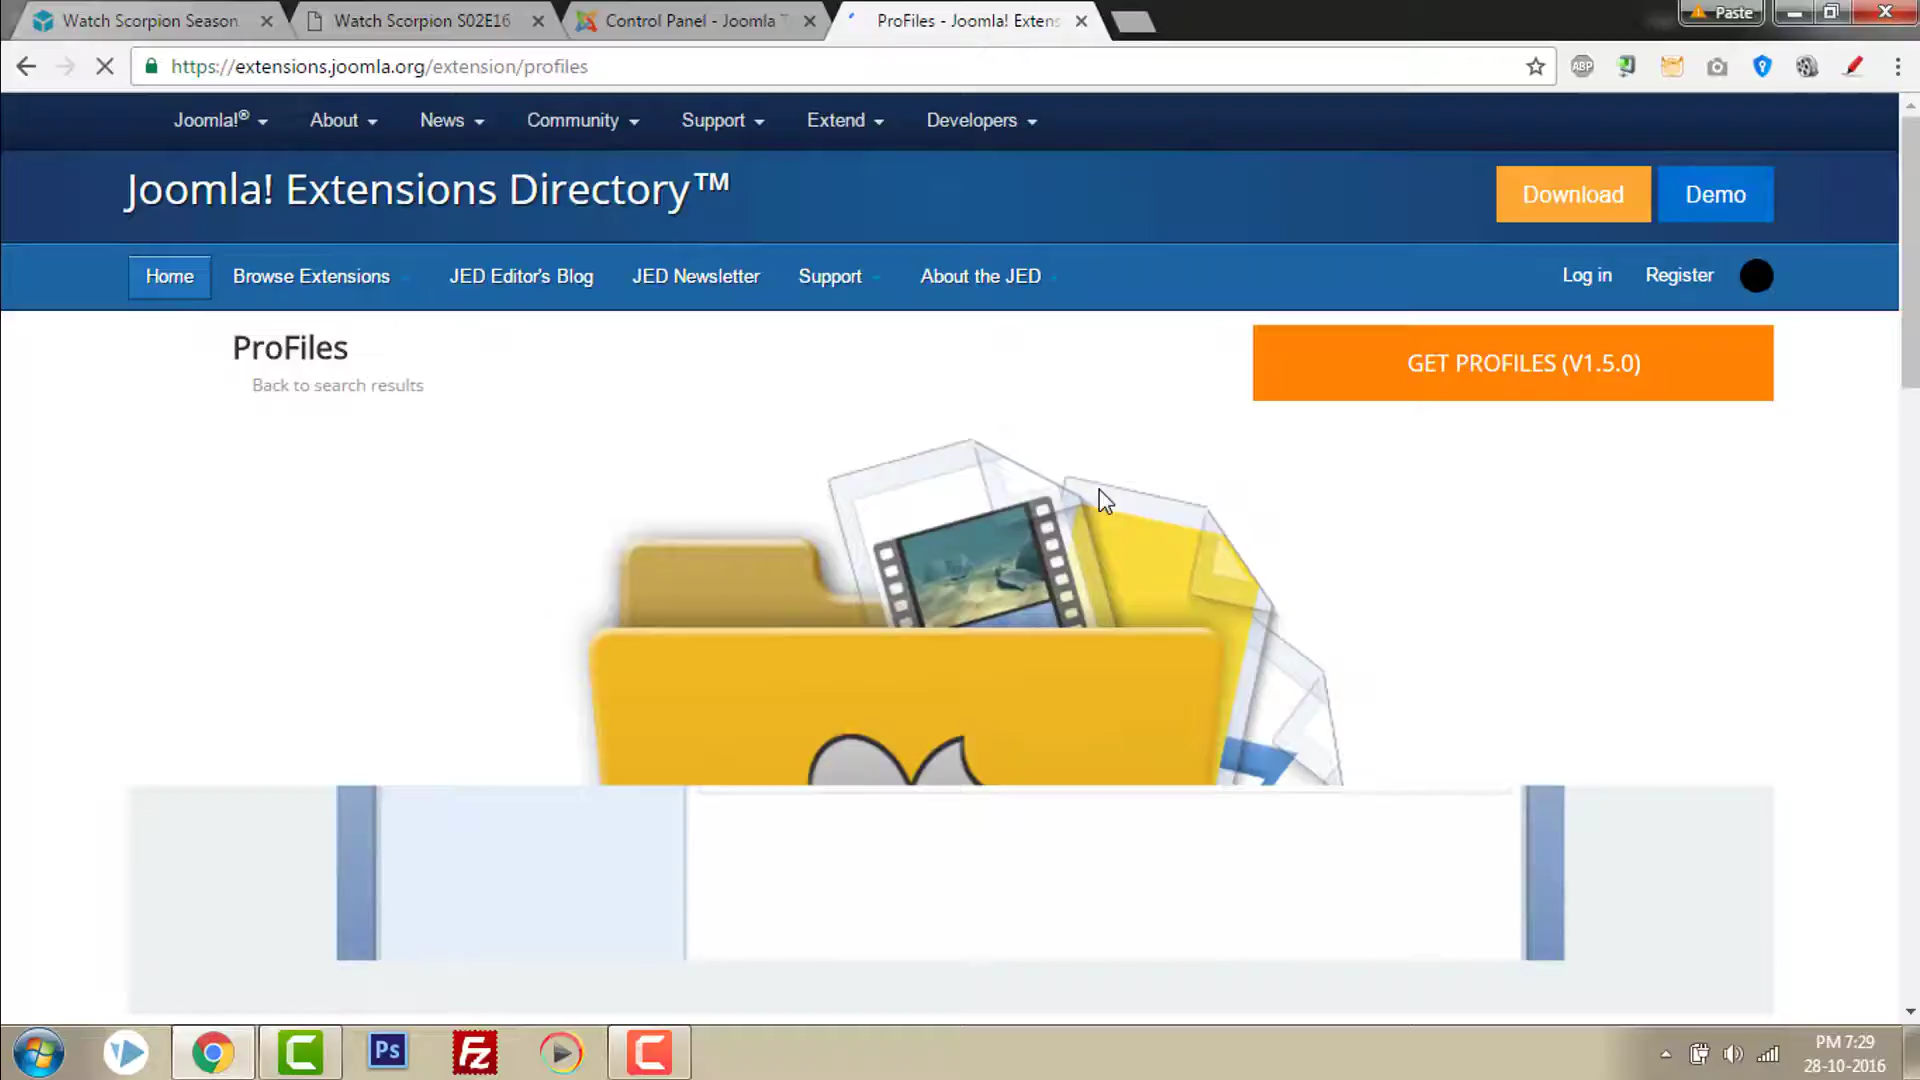 Watch Scorpion Season
Watch Scorpion S02E16
Control Panel - Joomla T
ProFiles - Joomla! Extens
Paste
https://extensions.joomla.org/extension/profiles
ABP
Joomla!® About News Community Support Extend Developers
Joomla! Extensions Directory™
Download Demo
Home Browse Extensions JED Editor's Blog JED Newsletter Support About the JED
Log in Register
ProFiles
Back to search results
GET PROFILES (V1.5.0)
Ps
Fz
PM 7:29
28-10-2016